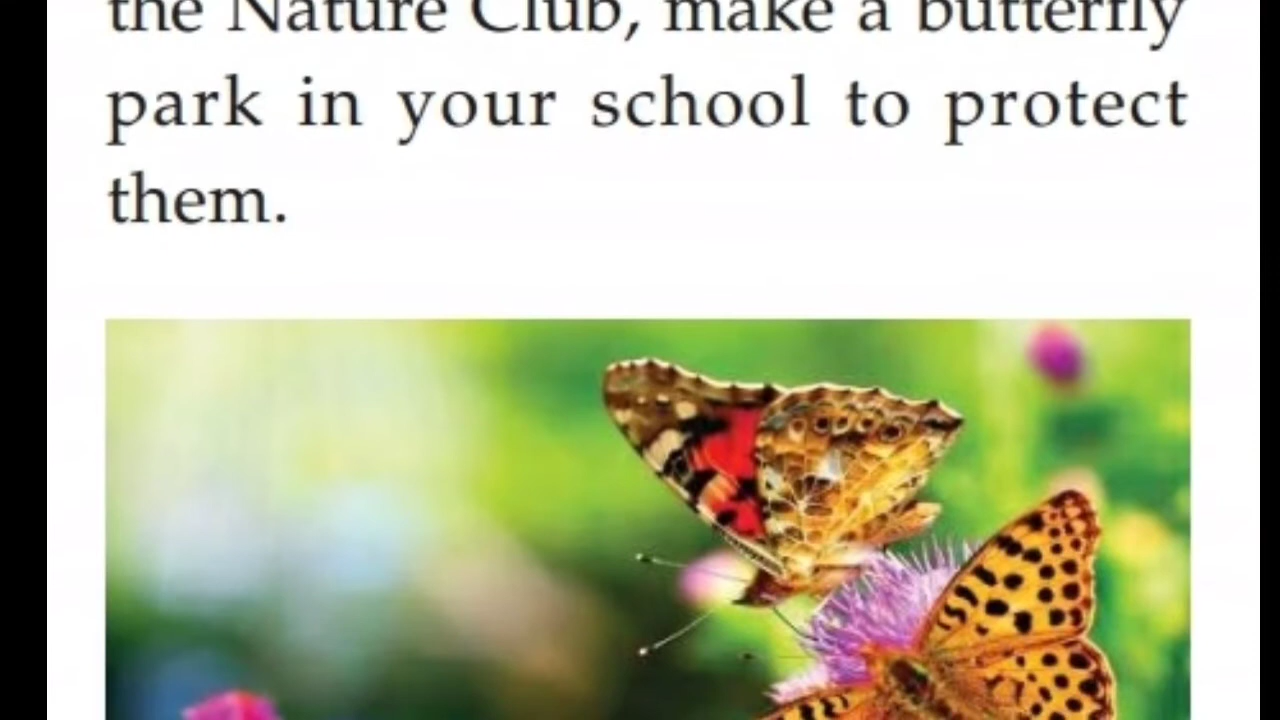 the Nature Club, make a butterfly
park in your school to protect
them.